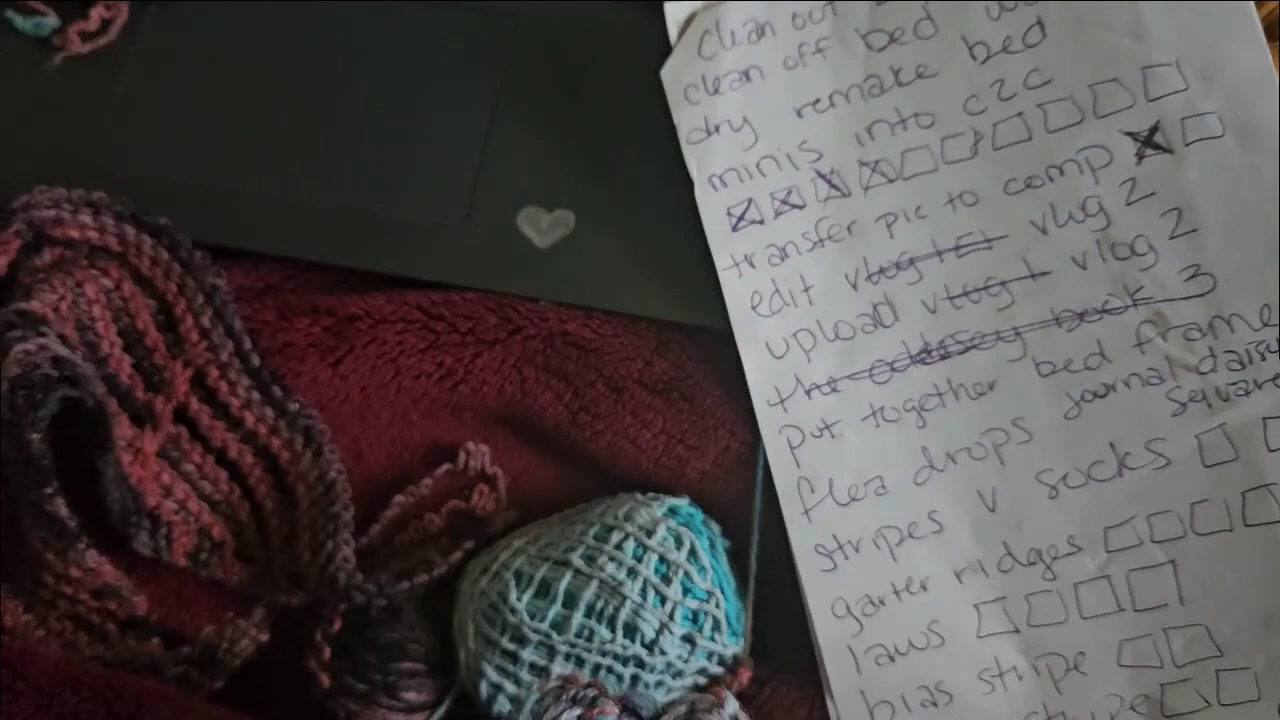 clean out
clean off bed
dry remake bed
minis into c2c
transfer pic to comp
edit vlog 1 vlog 2
upload vlog 1 vlog 2
the oddessy book 3
put together bed frame
flea drops journal daisy
square
stripes v socks
garter ridges
laws
bias stripe